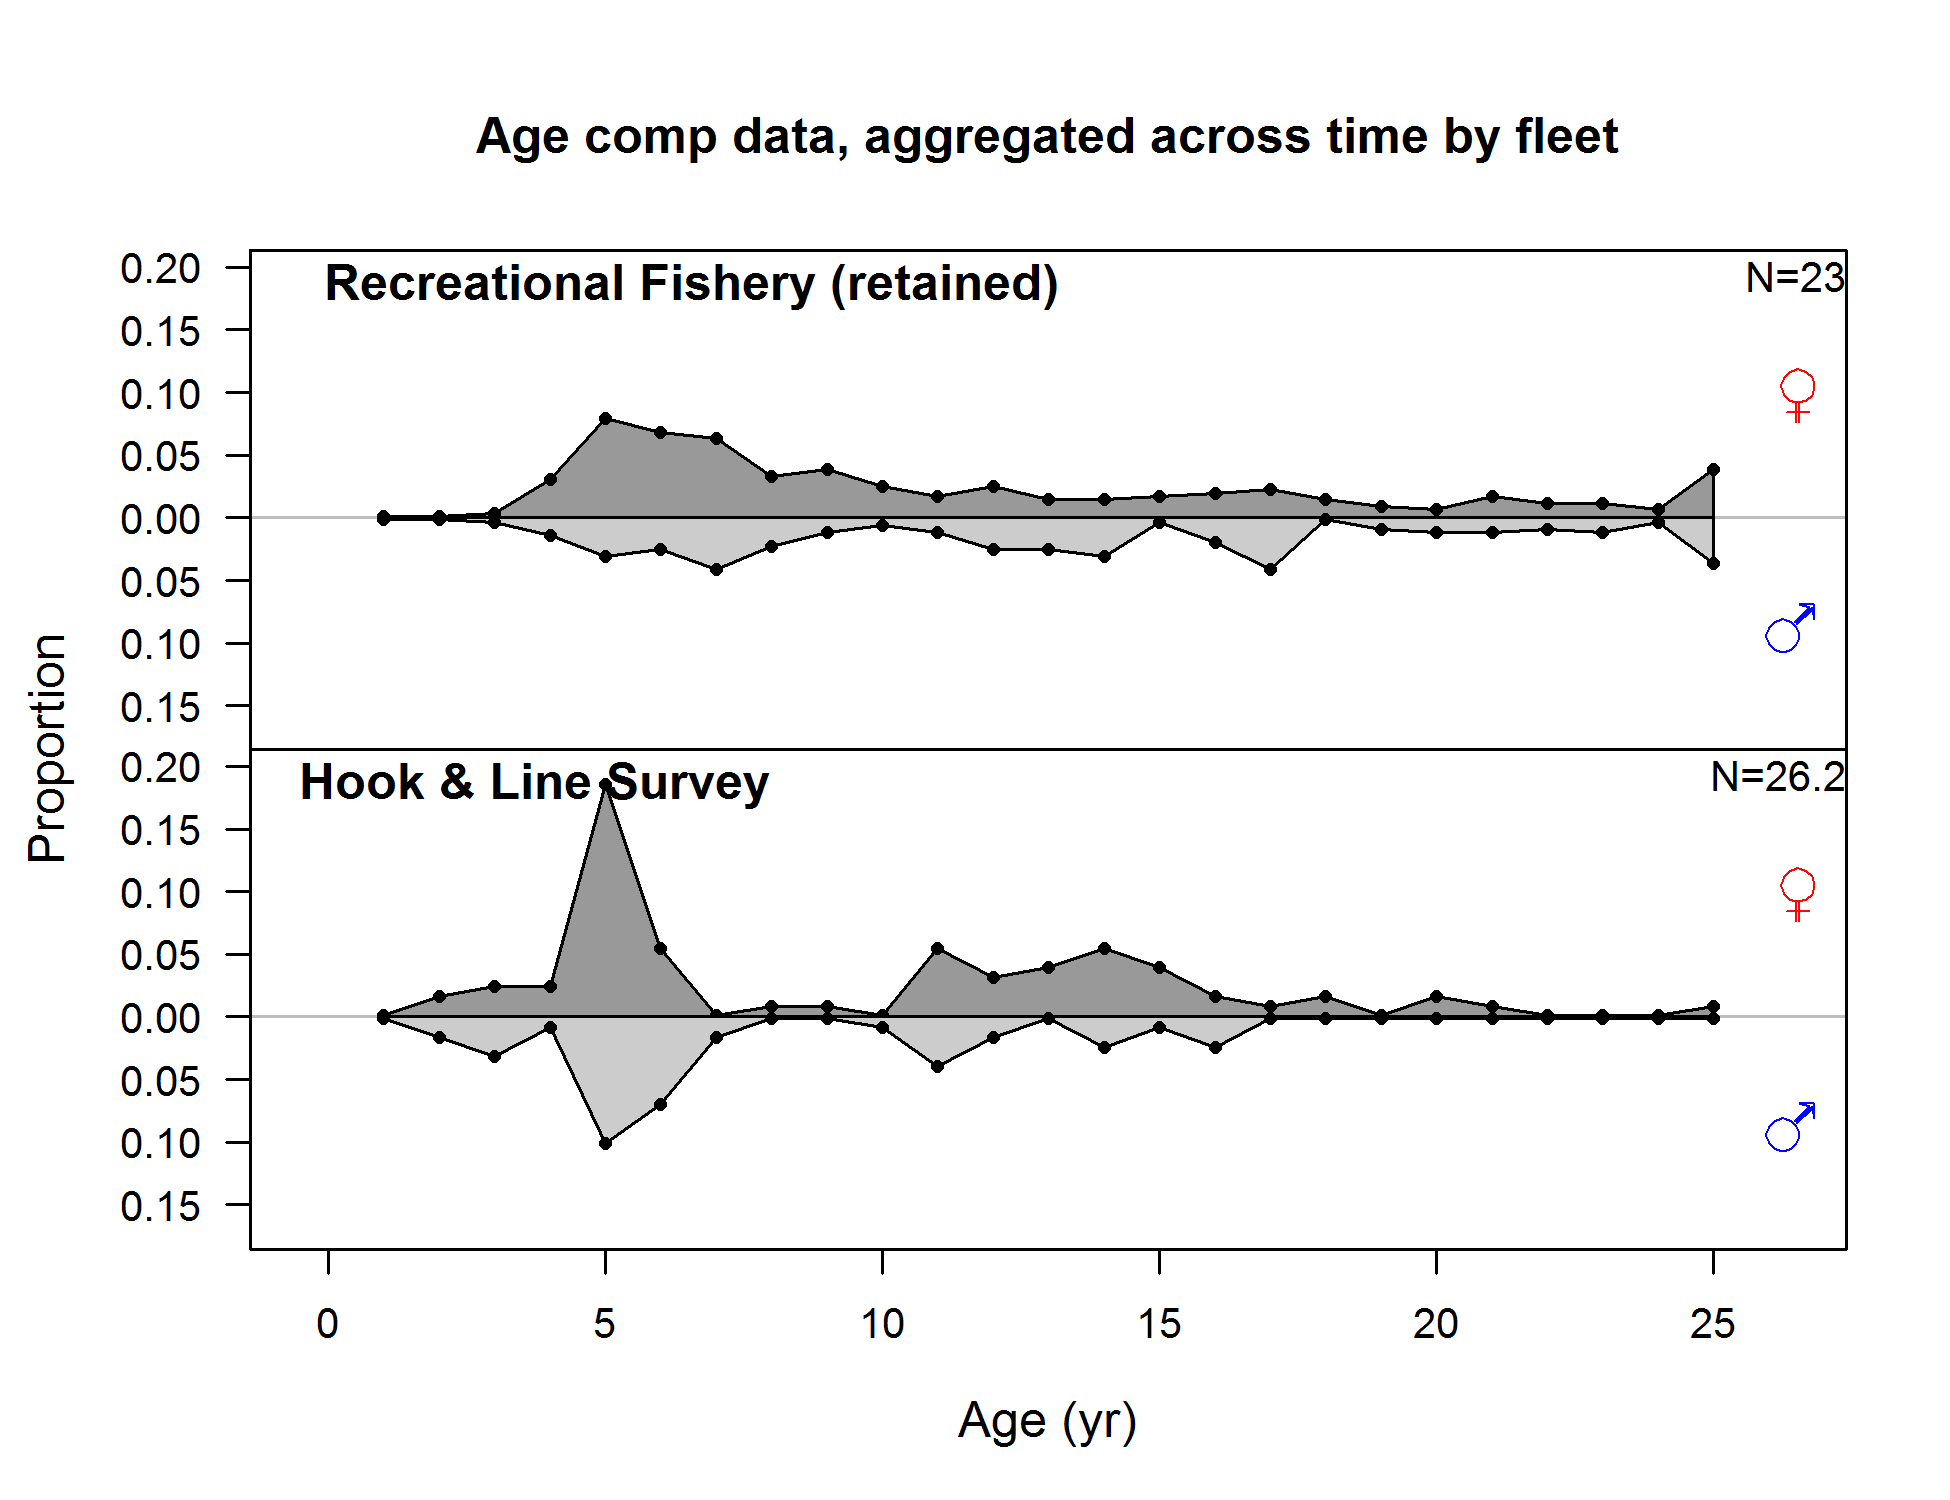 Age comp data, aggregated across time by fleet
Recreational Fishery (retained)
N=23
0.20
0.15
0.10
0.05
0.00
0.05
0.10
0.15
♀
♂
Hook & Line Survey
N=26.2
0.20
0.15
0.10
0.05
0.00
0.05
0.10
0.15
♀
♂
Proportion
0 5 10 15 20 25
Age (yr)